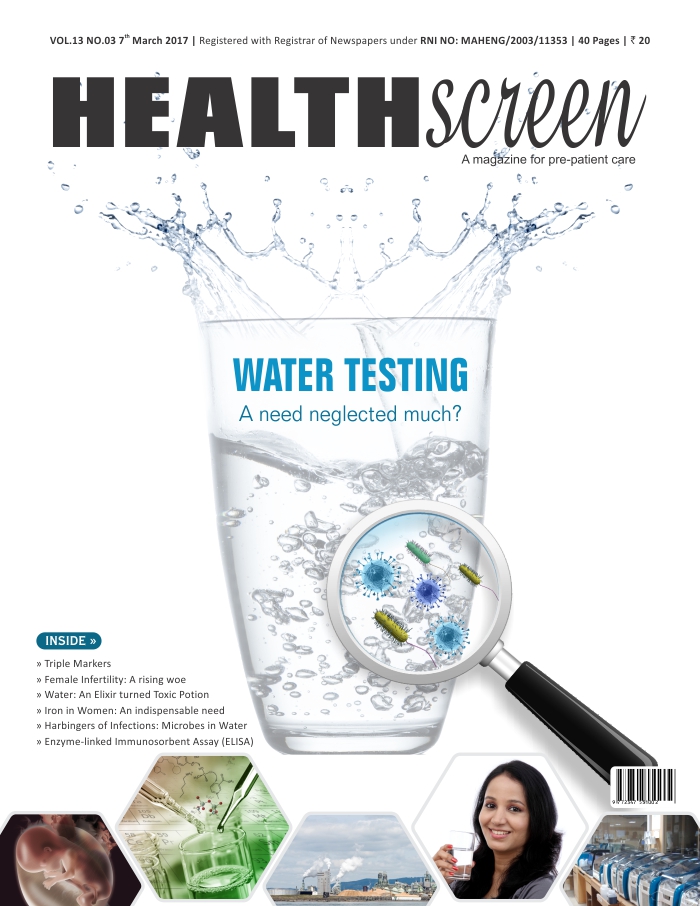 VOL.13 NO.03 7th March 2017 | Registered with Registrar of Newspapers under RNI NO: MAHENG/2003/11353 | 40 Pages | ₹ 20
HEALTHscreen
A magazine for pre-patient care
WATER TESTING
A need neglected much?
INSIDE »
» Triple Markers
» Female Infertility: A rising woe
» Water: An Elixir turned Toxic Potion
» Iron in Women: An indispensable need
» Harbingers of Infections: Microbes in Water
» Enzyme-linked Immunosorbent Assay (ELISA)